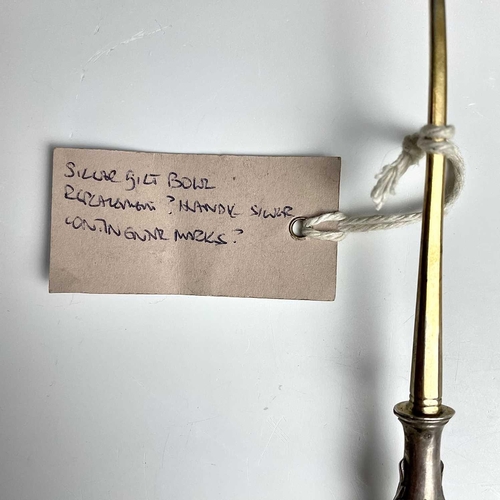 SILVER GILT BOWL
REPLACEMENT? HANDLE SILVER
CONTINENTAL MARKS?